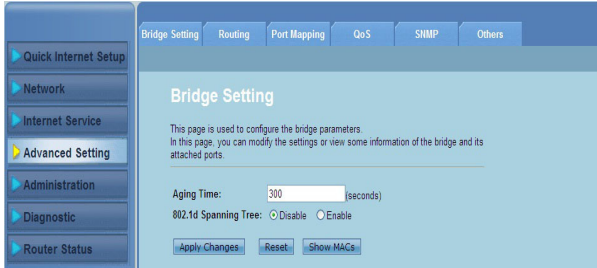 Bridge Setting Routing Port Mapping QoS SNMP Others
Quick Internet Setup
Network
Internet Service
Advanced Setting
Administration
Diagnostic
Router Status
Bridge Setting
This page is used to configure the bridge parameters.
In this page, you can modify the settings or view some information of the bridge and its
attached ports.
Aging Time: 300 (seconds)
802.1d Spanning Tree: Disable Enable
Apply Changes Reset Show MACs